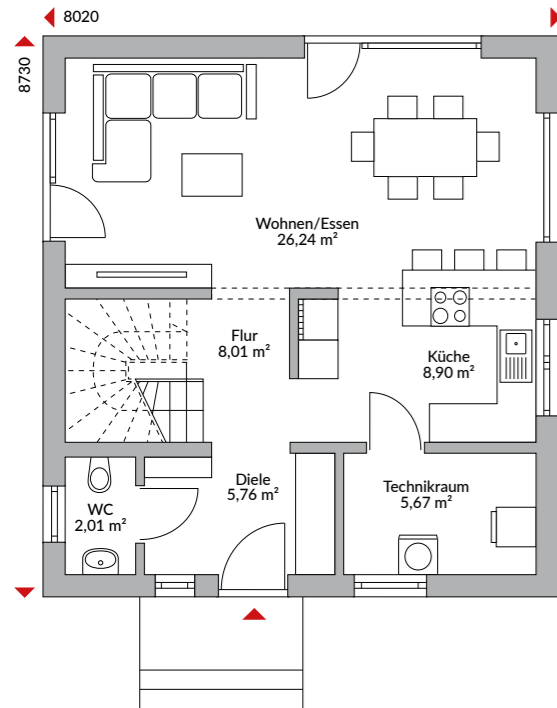 8020
8730
Wohnen/Essen
26,24 m²
Flur
8,01 m²
Küche
8,90 m²
Diele
5,76 m²
Technikraum
5,67 m²
WC
2,01 m²